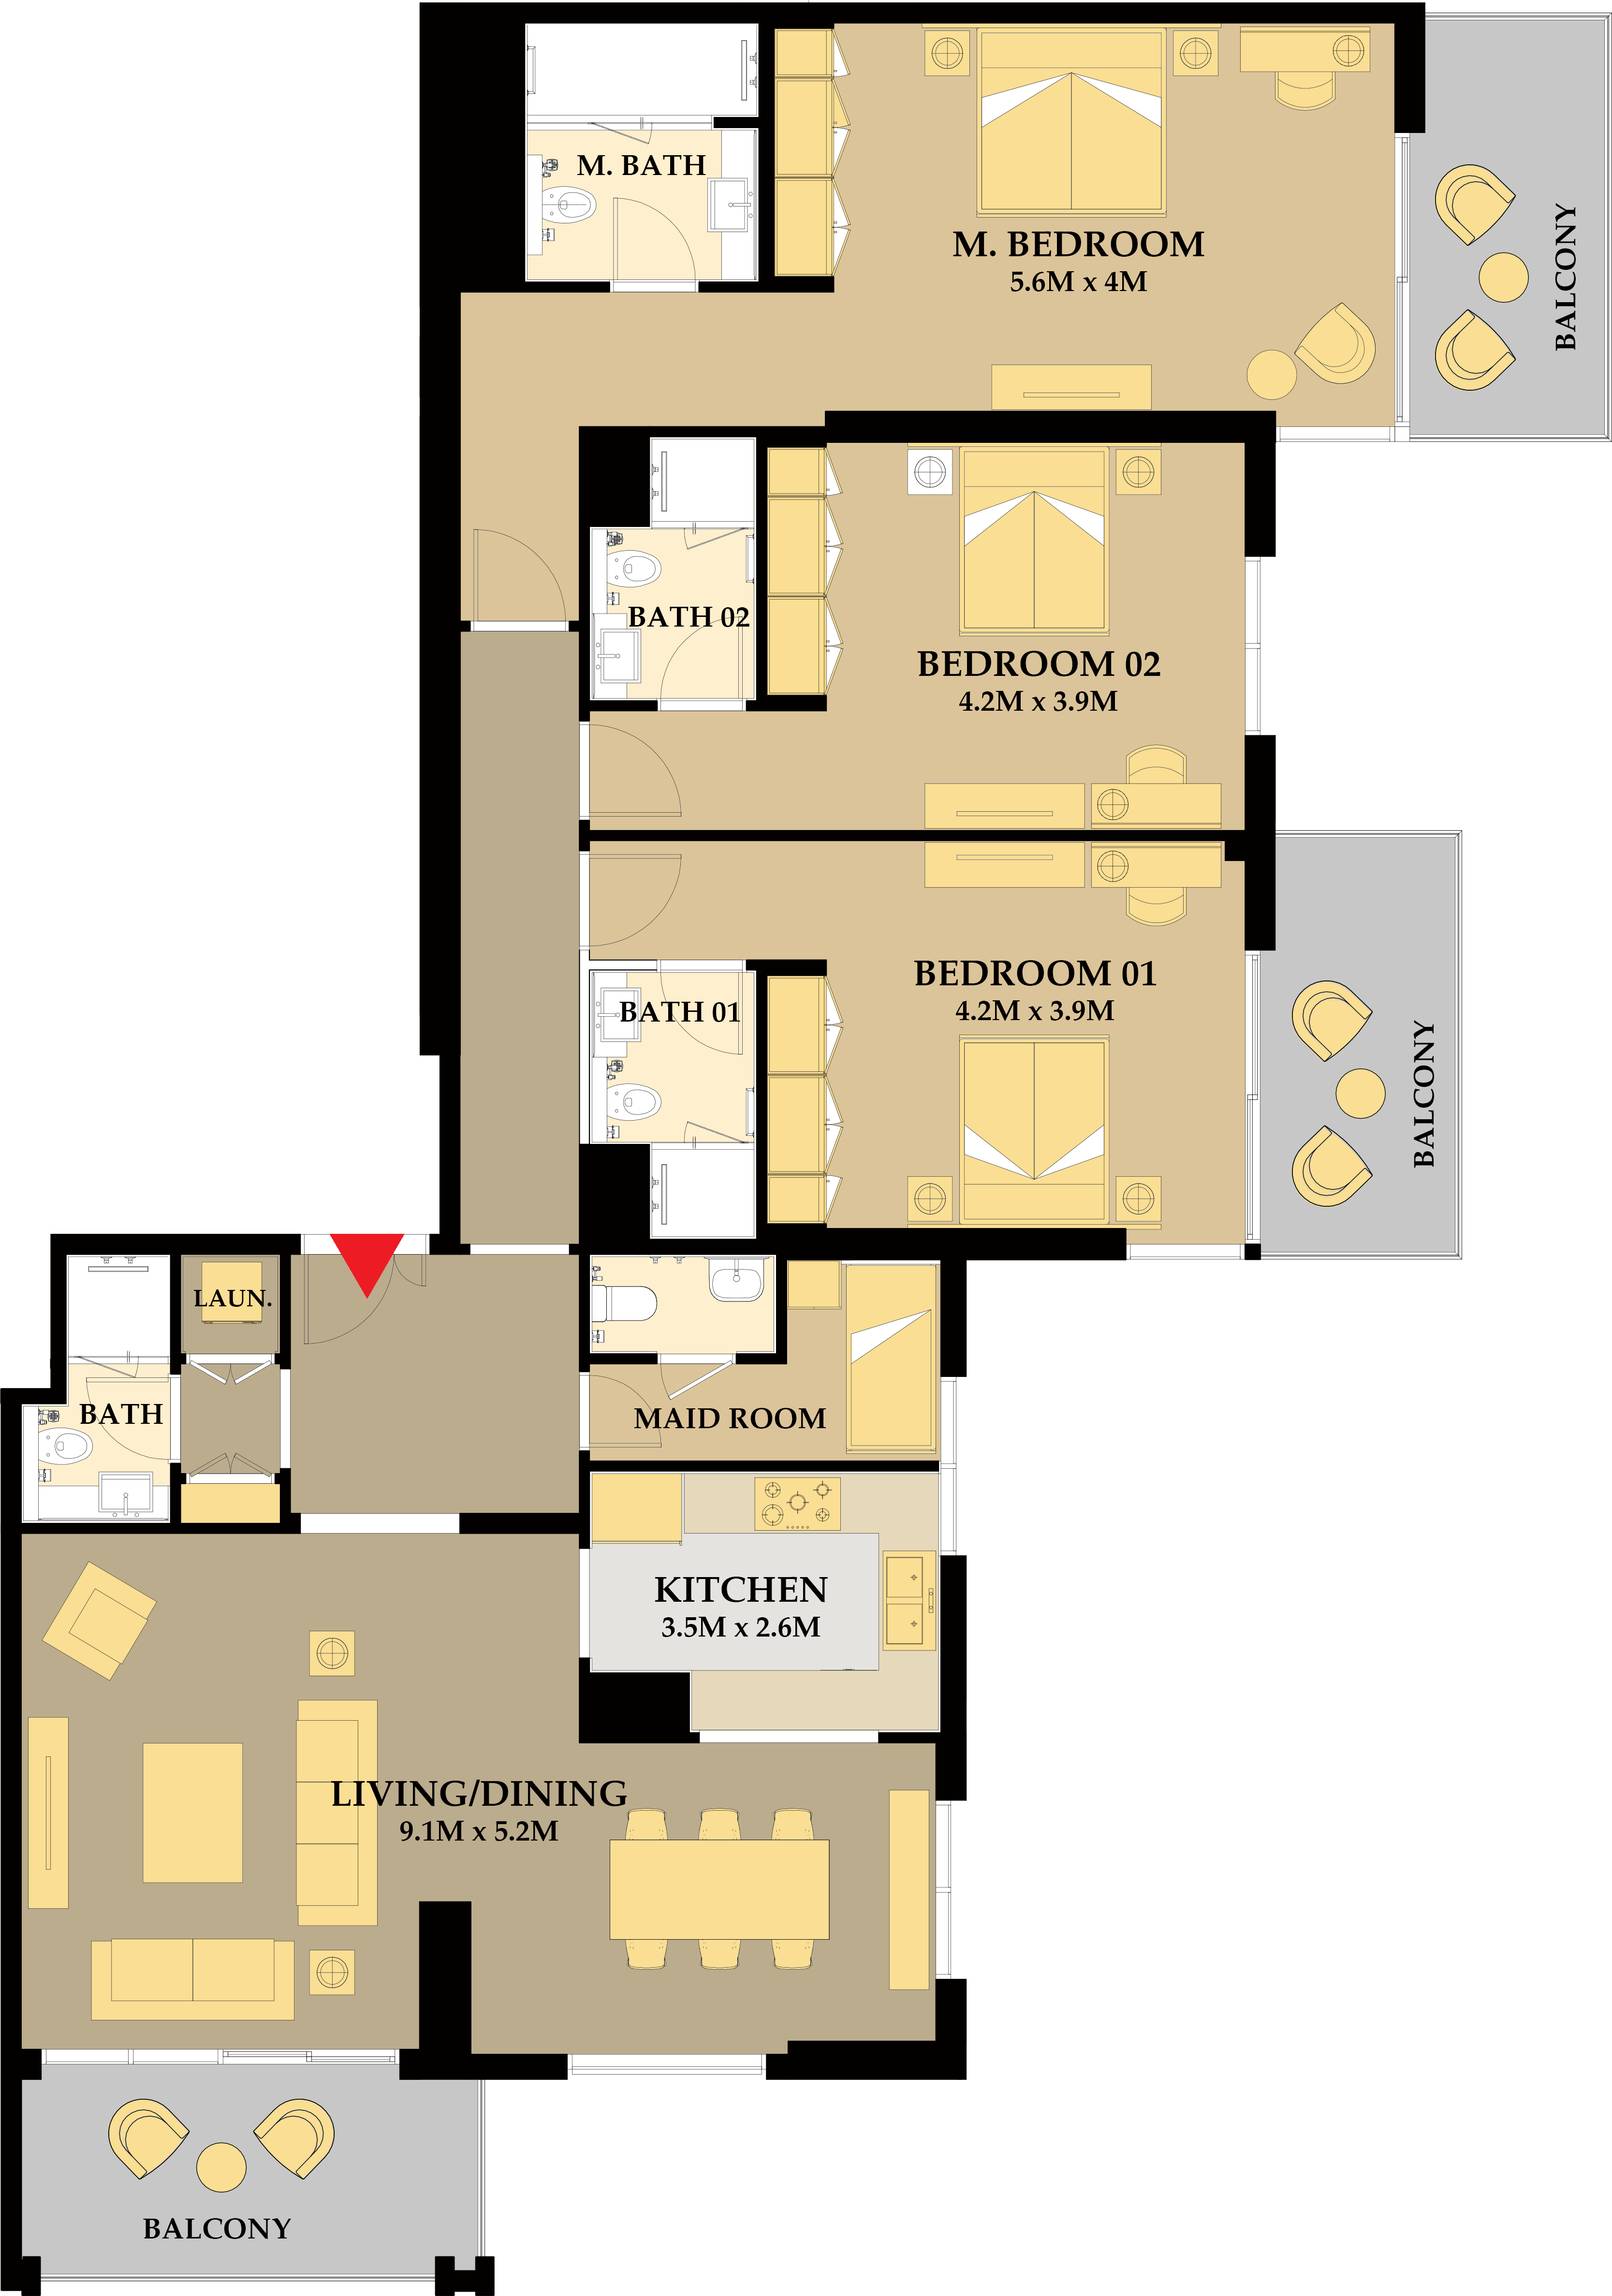 M. BATH
M. BEDROOM
5.6M x 4M
BALCONY
BATH 02
BEDROOM 02
4.2M x 3.9M
BEDROOM 01
4.2M x 3.9M
BATH 01
BALCONY
LAUN.
BATH
MAID ROOM
KITCHEN
3.5M x 2.6M
LIVING/DINING
9.1M x 5.2M
BALCONY